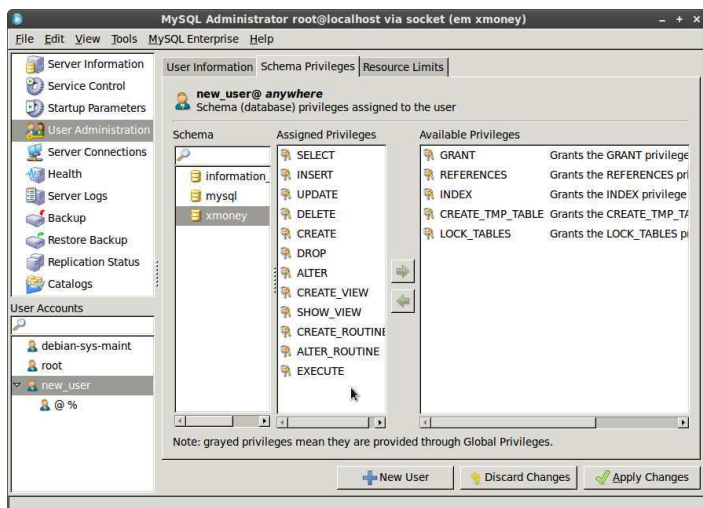 MySQL Administrator root@localhost via socket (em xmoney)
File Edit View Tools MySQL Enterprise Help
Server Information
Service Control
Startup Parameters
User Administration
Server Connections
Health
Server Logs
Backup
Restore Backup
Replication Status
Catalogs
User Accounts
debian-sys-maint
root
new_user
@ %
User Information Schema Privileges Resource Limits
new_user@ anywhere
Schema (database) privileges assigned to the user
Schema
information_
mysql
xmoney
Assigned Privileges
SELECT
INSERT
UPDATE
DELETE
CREATE
DROP
ALTER
CREATE_VIEW
SHOW_VIEW
CREATE_ROUTINE
ALTER_ROUTINE
EXECUTE
Available Privileges
GRANT Grants the GRANT privilege
REFERENCES Grants the REFERENCES pri
INDEX Grants the INDEX privilege
CREATE_TMP_TABLE Grants the CREATE_TMP_TA
LOCK_TABLES Grants the LOCK_TABLES p
Note: grayed privileges mean they are provided through Global Privileges.
New User Discard Changes Apply Changes